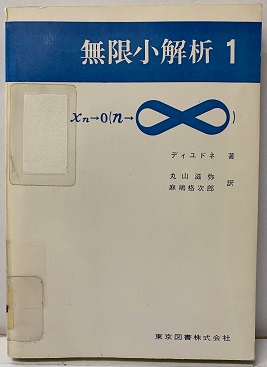 無限小解析 1
xn→0(n→∞)
ディユドネ 著
丸山滋弥
麻嶋格次郎 訳
東京図書株式会社